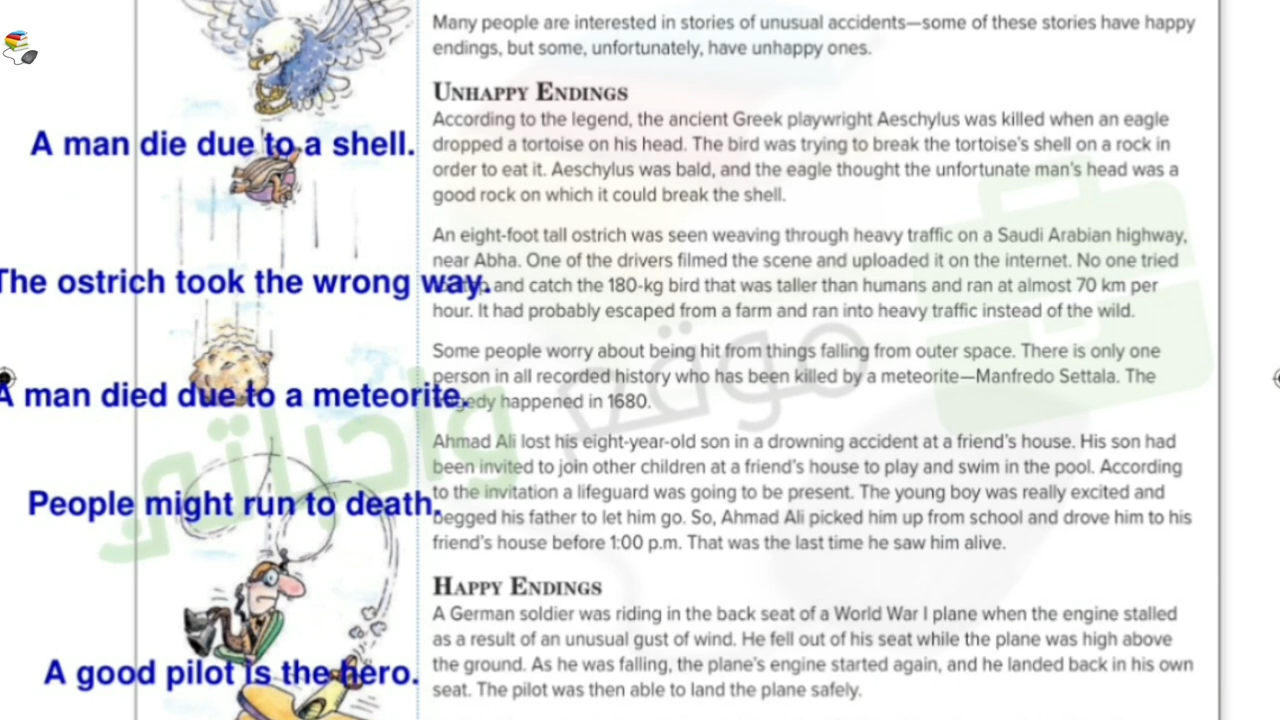 Many people are interested in stories of unusual accidents—some of these stories have happy
endings, but some, unfortunately, have unhappy ones.
UNHAPPY ENDINGS
According to the legend, the ancient Greek playwright Aeschylus was killed when an eagle
dropped a tortoise on his head. The bird was trying to break the tortoise's shell on a rock in
order to eat it. Aeschylus was bald, and the eagle thought the unfortunate man's head was a
good rock on which it could break the shell.
A man die due to a shell.
An eight-foot tall ostrich was seen weaving through heavy traffic on a Saudi Arabian highway,
near Abha. One of the drivers filmed the scene and uploaded it on the internet. No one tried
and catch the 180-kg bird that was taller than humans and ran at almost 70 km per
hour. It had probably escaped from a farm and ran into heavy traffic instead of the wild.
The ostrich took the wrong way.
Some people worry about being hit from things falling from outer space. There is only one
person in all recorded history who has been killed by a meteorite—Manfredo Settala. The
happened in 1680.
A man died due to a meteorite.
Ahmad Ali lost his eight-year-old son in a drowning accident at a friend's house. His son had
been invited to join other children at a friend's house to play and swim in the pool. According
to the invitation a lifeguard was going to be present. The young boy was really excited and
begged his father to let him go. So, Ahmad Ali picked him up from school and drove him to his
friend's house before 1:00 p.m. That was the last time he saw him alive.
People might run to death.
HAPPY ENDINGS
A German soldier was riding in the back seat of a World War I plane when the engine stalled
as a result of an unusual gust of wind. He fell out of his seat while the plane was high above
the ground. As he was falling, the plane's engine started again, and he landed back in his own
seat. The pilot was then able to land the plane safely.
A good pilot is the hero.
موقع
واجباتي